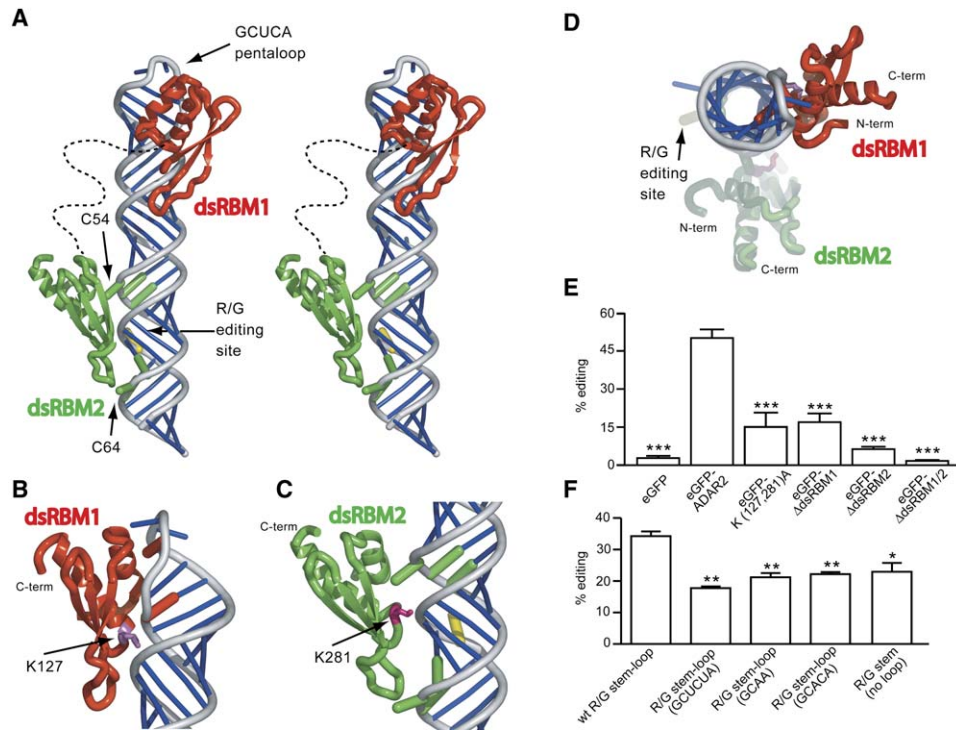 A
GCUCA
pentaloop
dsRBM1
C54
R/G
editing
site
dsRBM2
C64
dsRBM1
D
C-term
N-term
dsRBM1
R/G
editing
site
N-term
C-term
dsRBM2
B
dsRBM1
C-term
K127
C
dsRBM2
C-term
K281
E
% editing
60
45
30
15
0
***
***
***
***
***
eGFP
eGFP-
ADAR2
eGFP-
K (127,281)A
eGFP-
ΔdsRBM1
eGFP-
ΔdsRBM2
eGFP-
ΔdsRBM1/2
F
% editing
40
30
20
10
0
**
**
**
*
wt R/G stem-loop
R/G stem-loop
(GCUCUA)
R/G stem-loop
(GCAA)
R/G stem-loop
(GCACA)
R/G stem
(no loop)